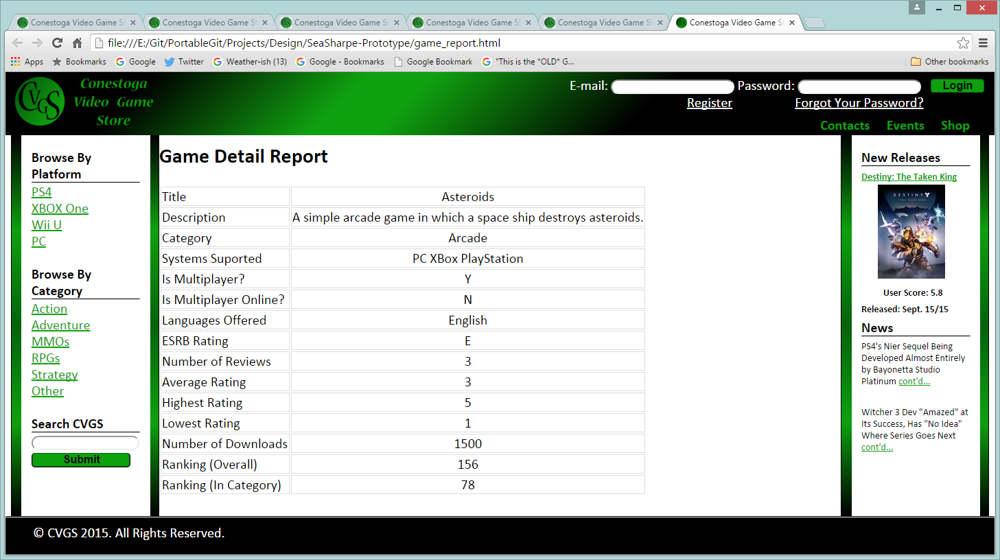 Conestoga Video Game St
Conestoga Video Game St
Conestoga Video Game St
Conestoga Video Game St
Conestoga Video Game St
Conestoga Video Game St
file:///E:/Git/PortableGit/Projects/Design/SeaSharpe-Prototype/game_report.html
Apps Bookmarks Google Twitter Weather-ish (13) Google - Bookmarks Google Bookmark "This is the *OLD* G... Other bookmarks
CVGS
Conestoga
Video Game
Store
E-mail: Password: Login
Register Forgot Your Password?
Contacts Events Shop
Browse By
Platform
PS4
XBOX One
Wii U
PC
Browse By
Category
Action
Adventure
MMOs
RPGs
Strategy
Other
Search CVGS
Submit
Game Detail Report
Title Asteroids
Description A simple arcade game in which a space ship destroys asteroids.
Category Arcade
Systems Suported PC XBox PlayStation
Is Multiplayer? Y
Is Multiplayer Online? N
Languages Offered English
ESRB Rating E
Number of Reviews 3
Average Rating 3
Highest Rating 5
Lowest Rating 1
Number of Downloads 1500
Ranking (Overall) 156
Ranking (In Category) 78
New Releases
Destiny: The Taken King
DESTINY
THE TAKEN KING
User Score: 5.8
Released: Sept. 15/15
News
PS4's Nier Sequel Being
Developed Almost Entirely
by Bayonetta Studio
Platinum cont'd...
Witcher 3 Dev "Amazed" at
Its Success, Has "No Idea"
Where Series Goes Next
cont'd...
© CVGS 2015. All Rights Reserved.